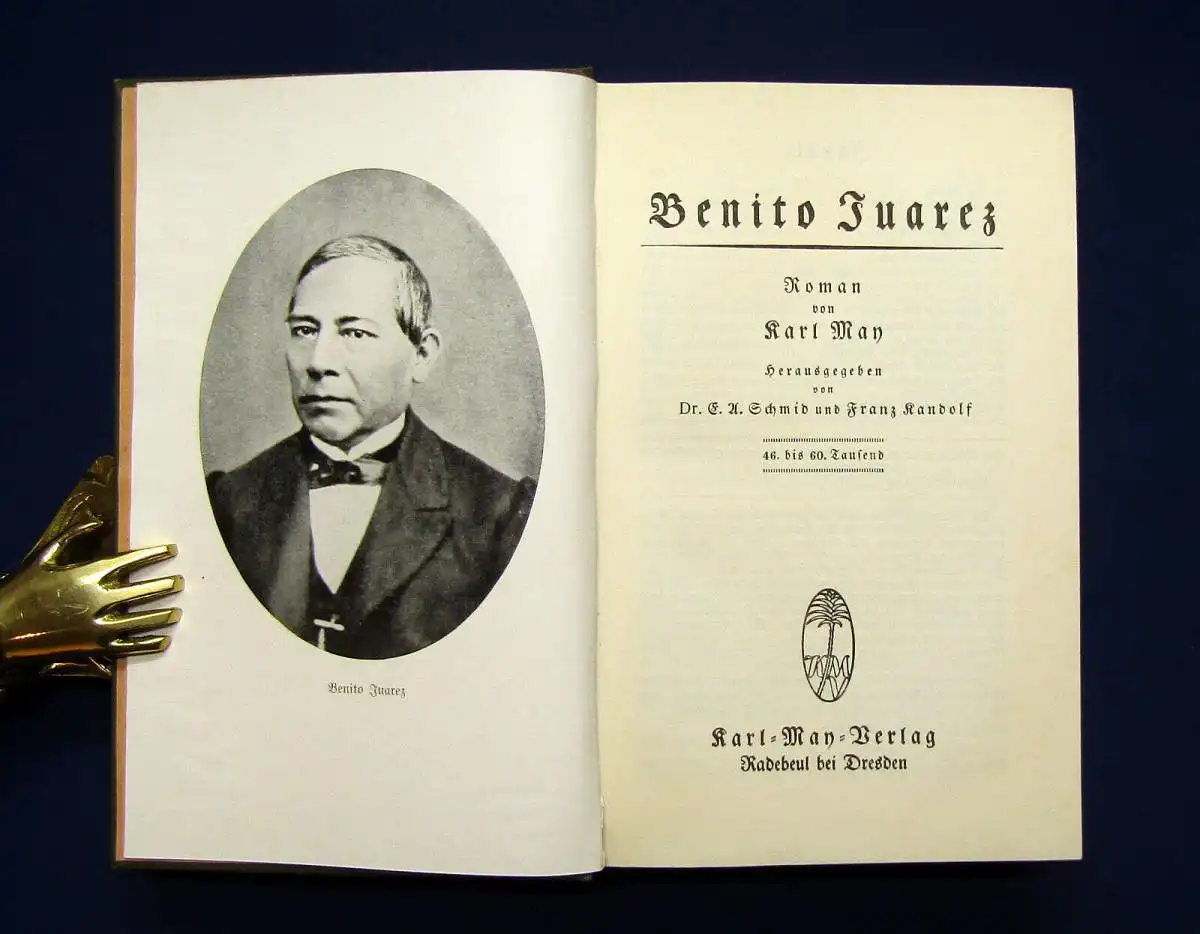 Benito Juarez
Benito Juarez
Roman
von
Karl May
Herausgegeben
von
Dr. E. A. Schmid und Franz Kandolf
46. bis 60. Tausend
Karl-May-Verlag
Radebeul bei Dresden